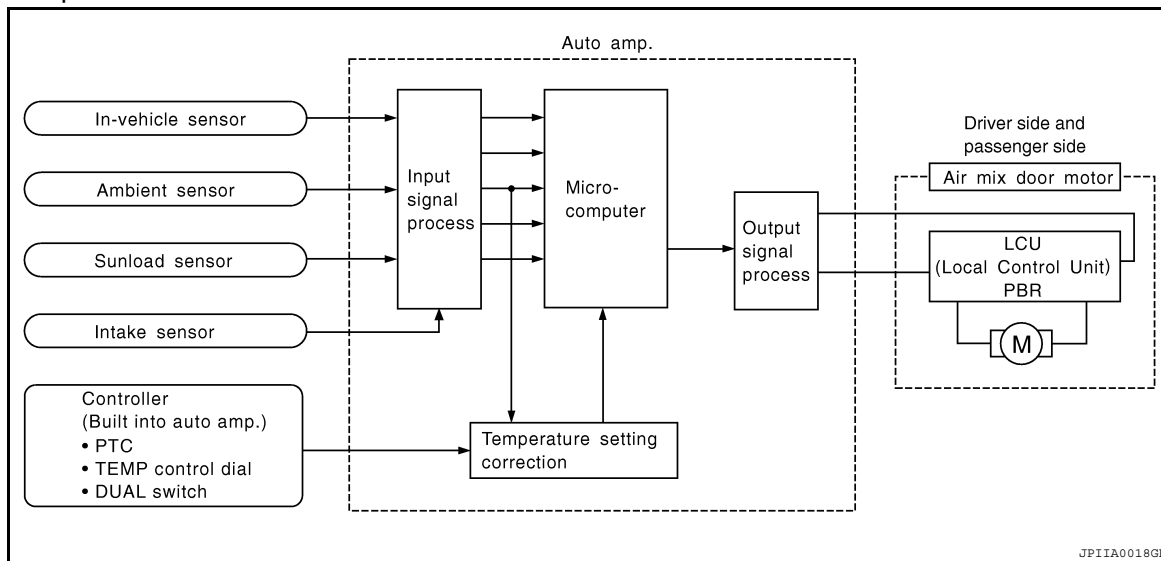 Auto amp.
In-vehicle sensor
Ambient sensor
Sunload sensor
Intake sensor
Controller
(Built into auto amp.)
• PTC
• TEMP control dial
• DUAL switch
Input
signal
process
Micro-
computer
Temperature setting
correction
Output
signal
process
Driver side and
passenger side
Air mix door motor
LCU
(Local Control Unit)
PBR
M